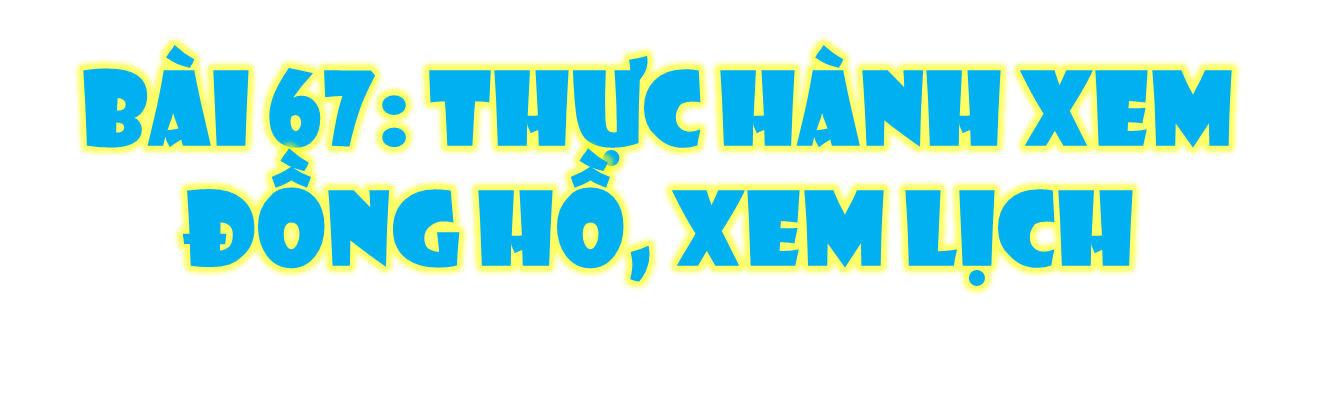 BÀI 67: THỰC HÀNH XEM
ĐỒNG HỒ, XEM LỊCH